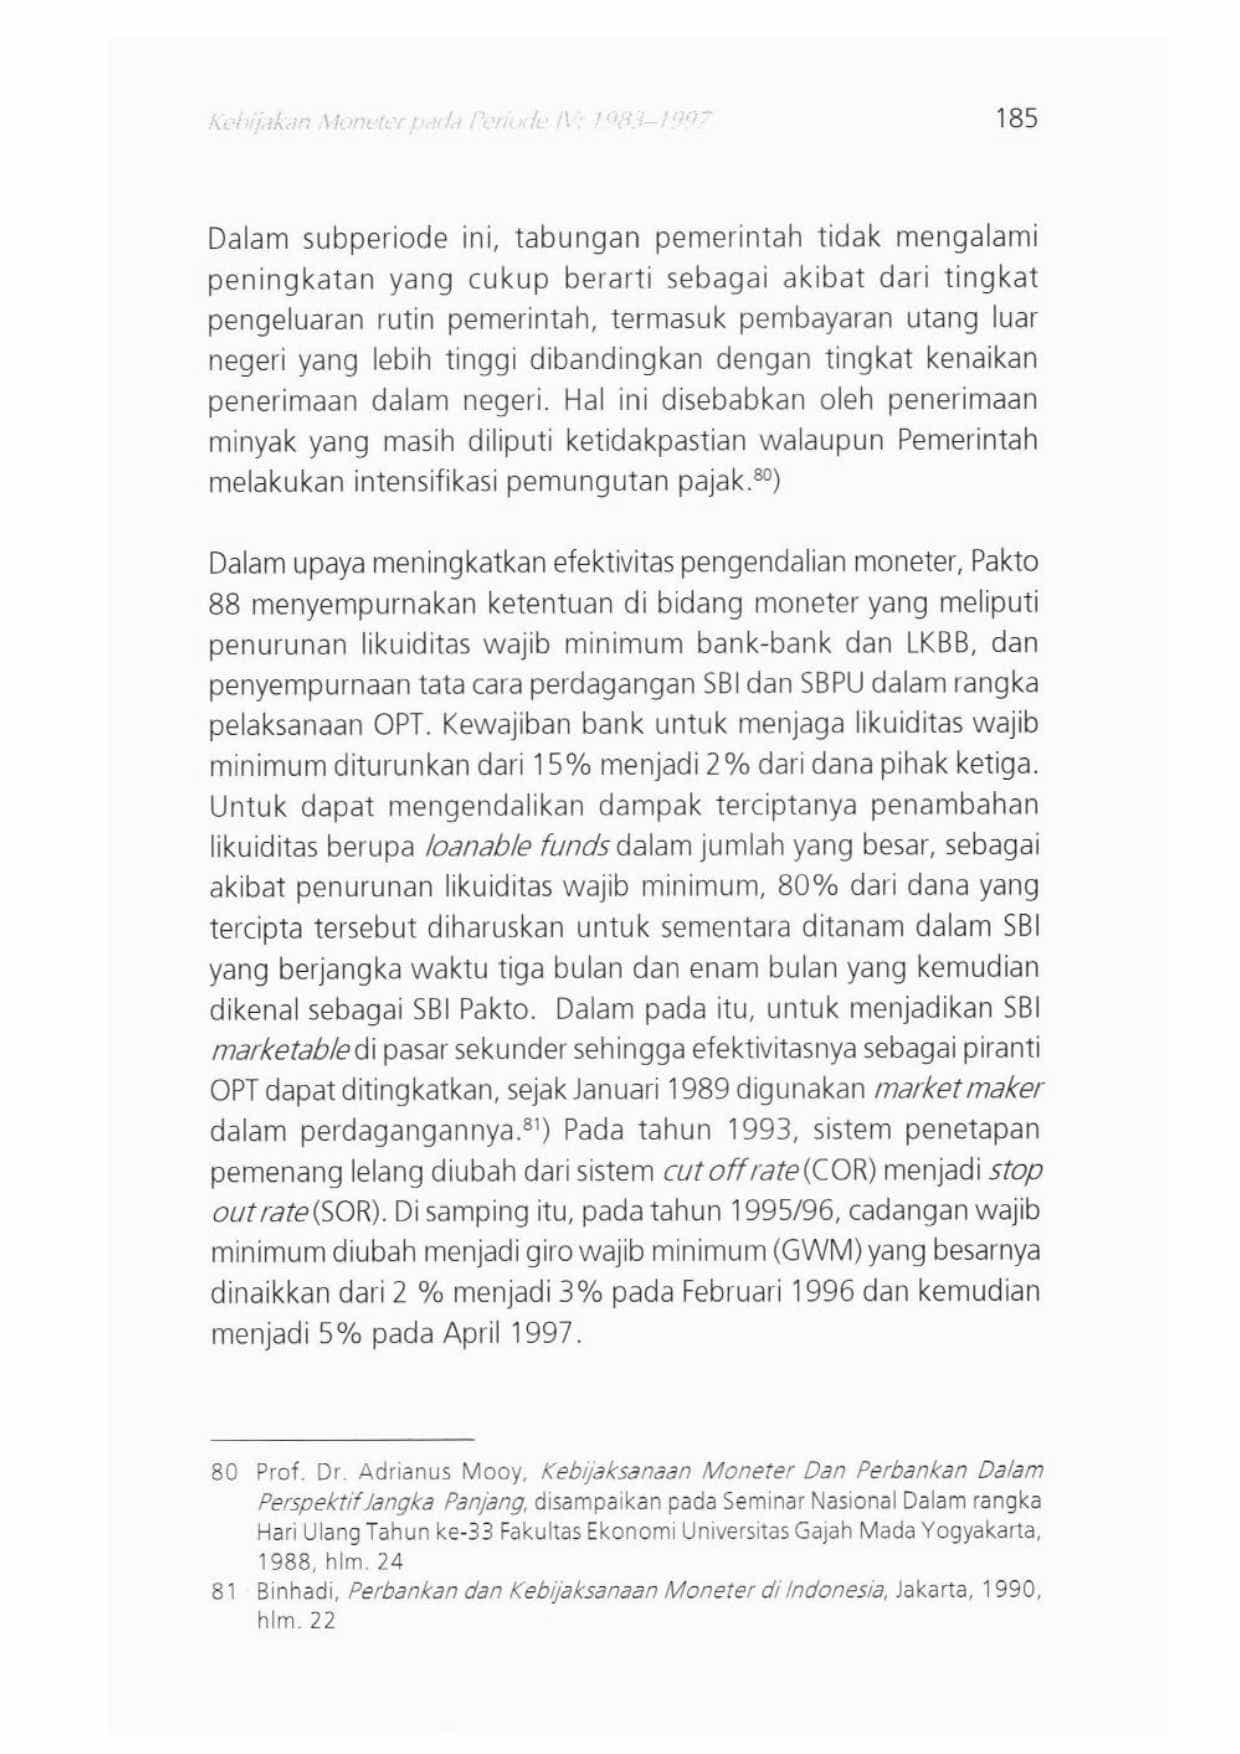 Kebijakan Moneter pada Periode IV: 1983–1997 185
Dalam subperiode ini, tabungan pemerintah tidak mengalami
peningkatan yang cukup berarti sebagai akibat dari tingkat
pengeluaran rutin pemerintah, termasuk pembayaran utang luar
negeri yang lebih tinggi dibandingkan dengan tingkat kenaikan
penerimaan dalam negeri. Hal ini disebabkan oleh penerimaan
minyak yang masih diliputi ketidakpastian walaupun Pemerintah
melakukan intensifikasi pemungutan pajak.⁸⁰)
Dalam upaya meningkatkan efektivitas pengendalian moneter, Pakto
88 menyempurnakan ketentuan di bidang moneter yang meliputi
penurunan likuiditas wajib minimum bank-bank dan LKBB, dan
penyempurnaan tata cara perdagangan SBI dan SBPU dalam rangka
pelaksanaan OPT. Kewajiban bank untuk menjaga likuiditas wajib
minimum diturunkan dari 15% menjadi 2% dari dana pihak ketiga.
Untuk dapat mengendalikan dampak terciptanya penambahan
likuiditas berupa loanable funds dalam jumlah yang besar, sebagai
akibat penurunan likuiditas wajib minimum, 80% dari dana yang
tercipta tersebut diharuskan untuk sementara ditanam dalam SBI
yang berjangka waktu tiga bulan dan enam bulan yang kemudian
dikenal sebagai SBI Pakto. Dalam pada itu, untuk menjadikan SBI
marketable di pasar sekunder sehingga efektivitasnya sebagai piranti
OPT dapat ditingkatkan, sejak Januari 1989 digunakan market maker
dalam perdagangannya.⁸¹) Pada tahun 1993, sistem penetapan
pemenang lelang diubah dari sistem cut off rate (COR) menjadi stop
out rate (SOR). Di samping itu, pada tahun 1995/96, cadangan wajib
minimum diubah menjadi giro wajib minimum (GWM) yang besarnya
dinaikkan dari 2 % menjadi 3% pada Februari 1996 dan kemudian
menjadi 5% pada April 1997.
80 Prof. Dr. Adrianus Mooy, Kebijaksanaan Moneter Dan Perbankan Dalam
Perspektif Jangka Panjang, disampaikan pada Seminar Nasional Dalam rangka
Hari Ulang Tahun ke-33 Fakultas Ekonomi Universitas Gajah Mada Yogyakarta,
1988, hlm. 24
81 Binhadi, Perbankan dan Kebijaksanaan Moneter di Indonesia, Jakarta, 1990,
hlm. 22